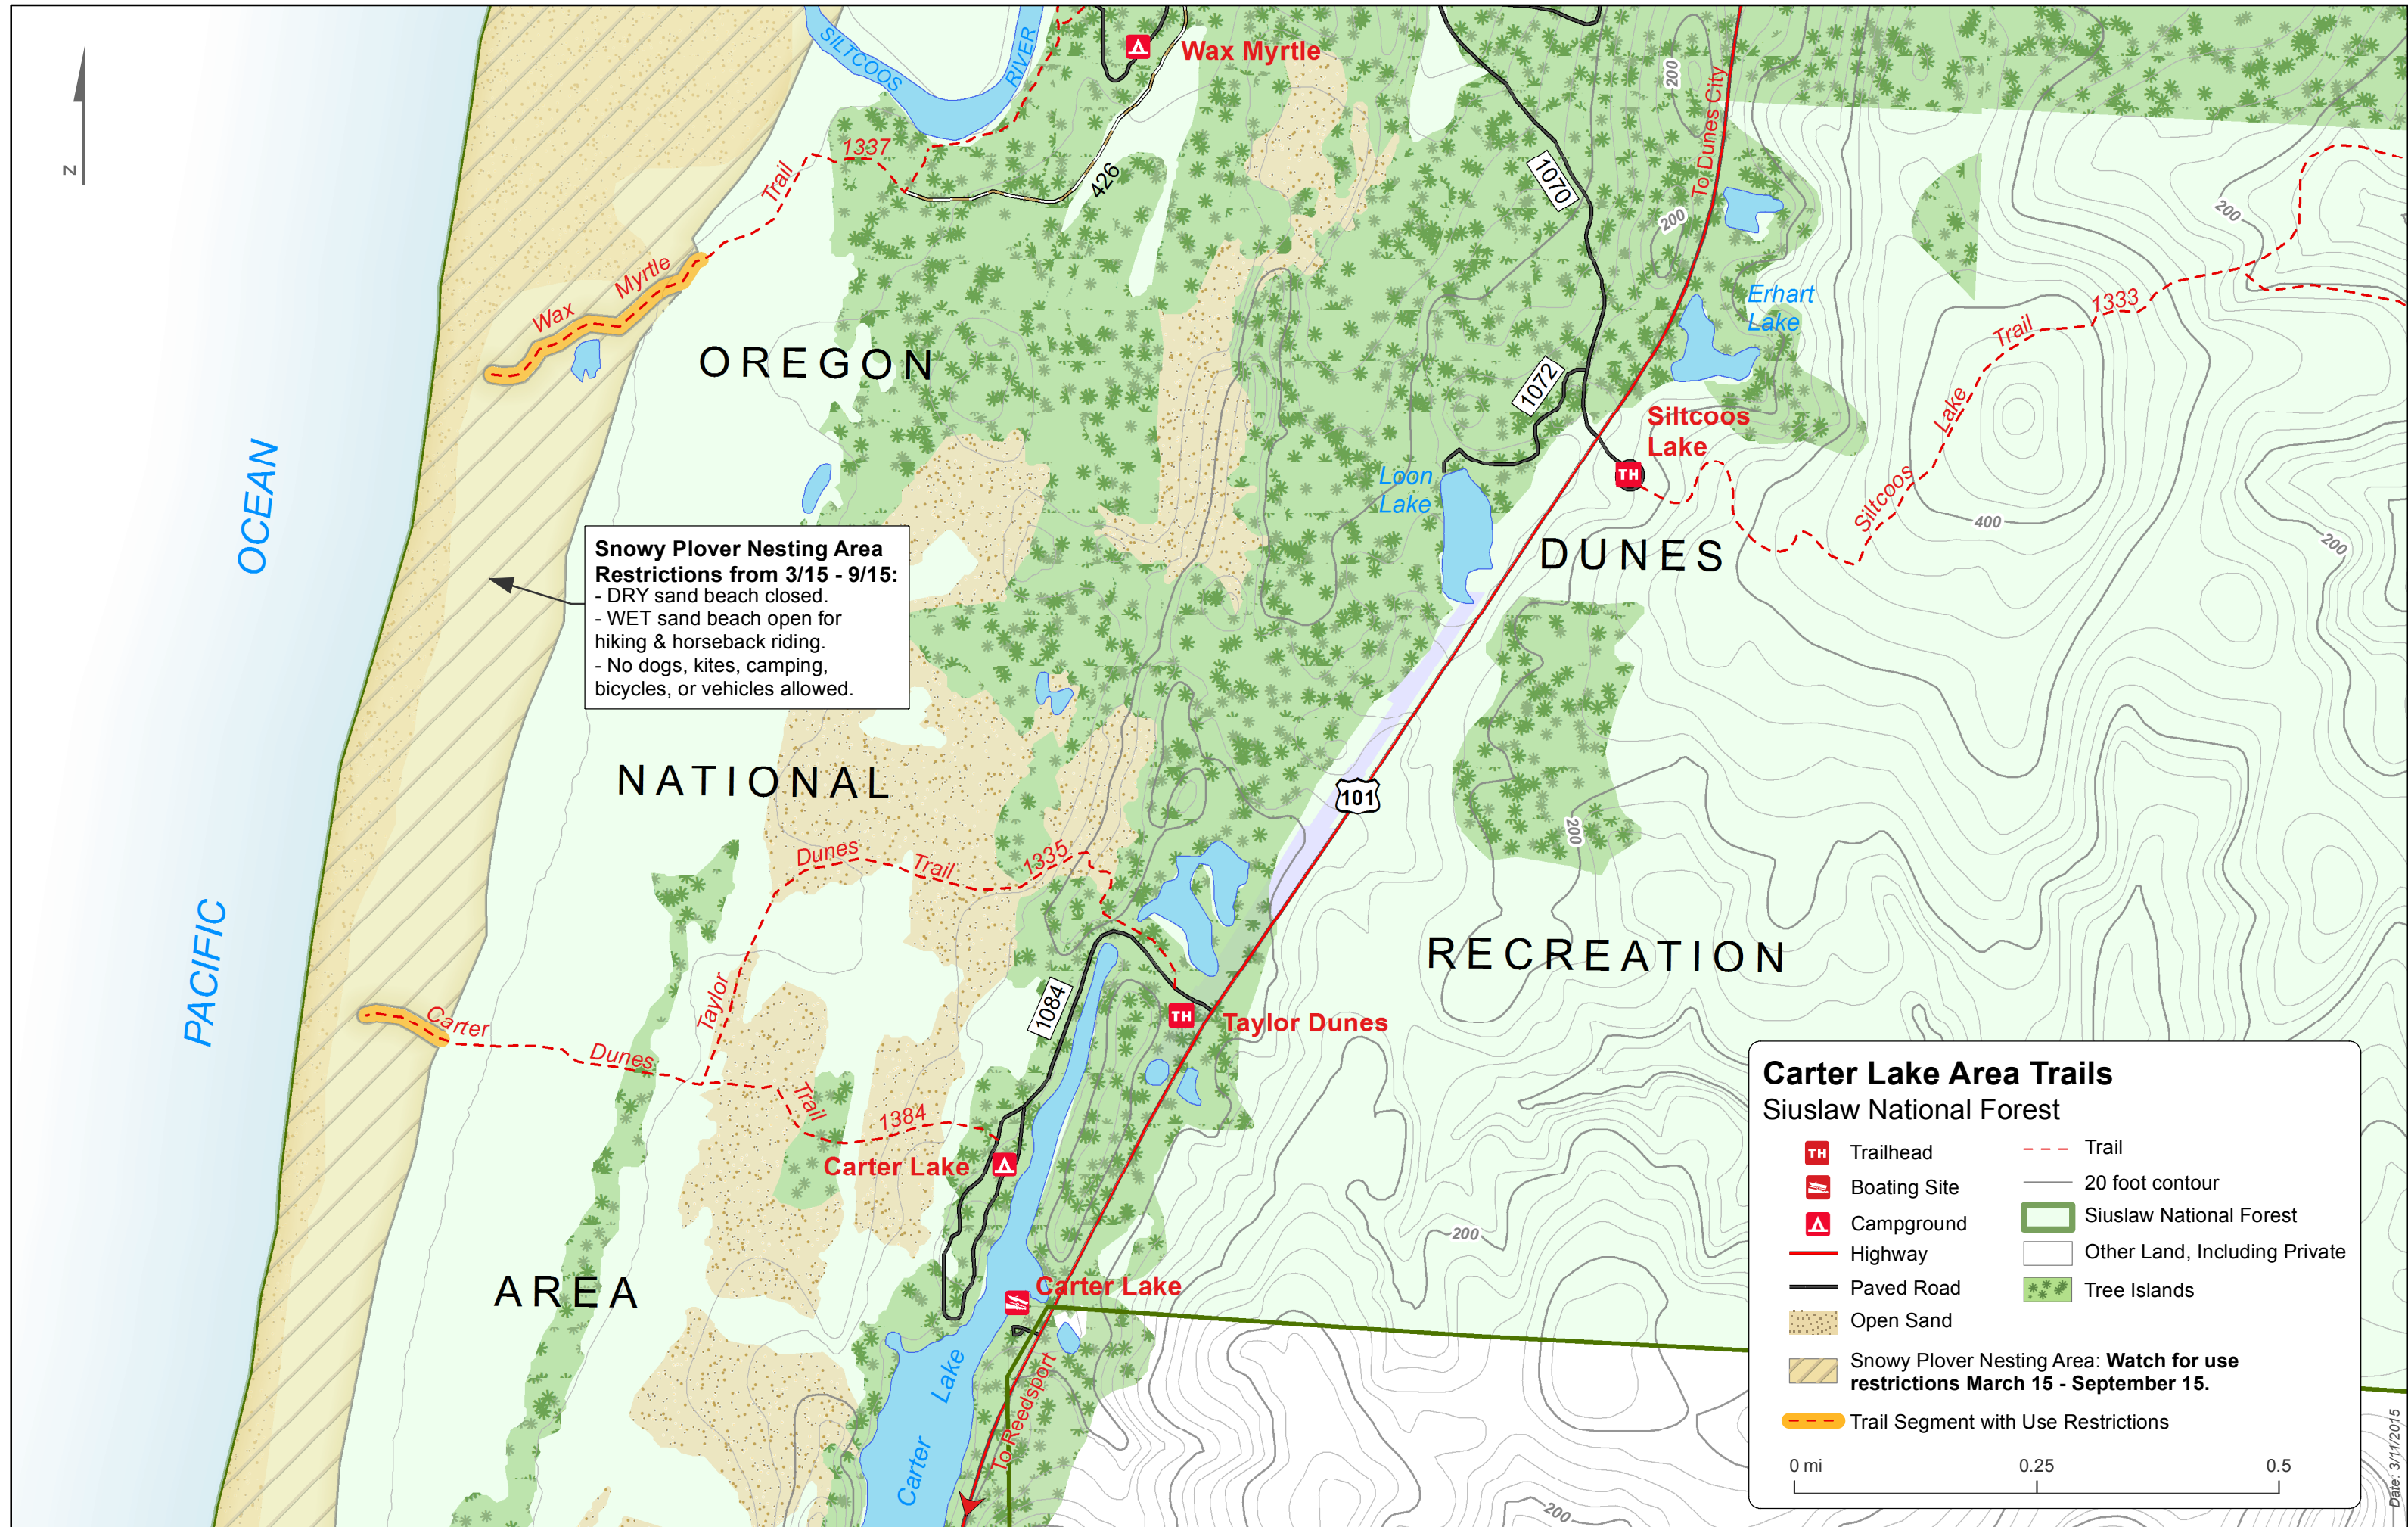 SILTCOOS
RIVER
Wax Myrtle
N
1337
Trail
426
1070
200
To Dunes City
200
200
Wax
Myrtle
Erhart
Lake
1333
Trail
Lake
Siltcoos
OREGON
1072
Siltcoos
Lake
TH
Loon
Lake
400
200
OCEAN
DUNES
Snowy Plover Nesting Area
Restrictions from 3/15 - 9/15:
- DRY sand beach closed.
- WET sand beach open for
hiking & horseback riding.
- No dogs, kites, camping,
bicycles, or vehicles allowed.
NATIONAL
101
200
Dunes
Trail
1335
PACIFIC
RECREATION
Taylor
1084
TH
Taylor Dunes
Carter
Dunes
Trail
1384
Carter Lake
200
AREA
Carter Lake
Lake
Carter
To Reedsport
200
Carter Lake Area Trails
Siuslaw National Forest
TH
Trailhead
Boating Site
Campground
Highway
Paved Road
Open Sand
Trail
20 foot contour
Siuslaw National Forest
Other Land, Including Private
Tree Islands
Snowy Plover Nesting Area: Watch for use
restrictions March 15 - September 15.
Trail Segment with Use Restrictions
0 mi
0.25
0.5
Date: 3/11/2015